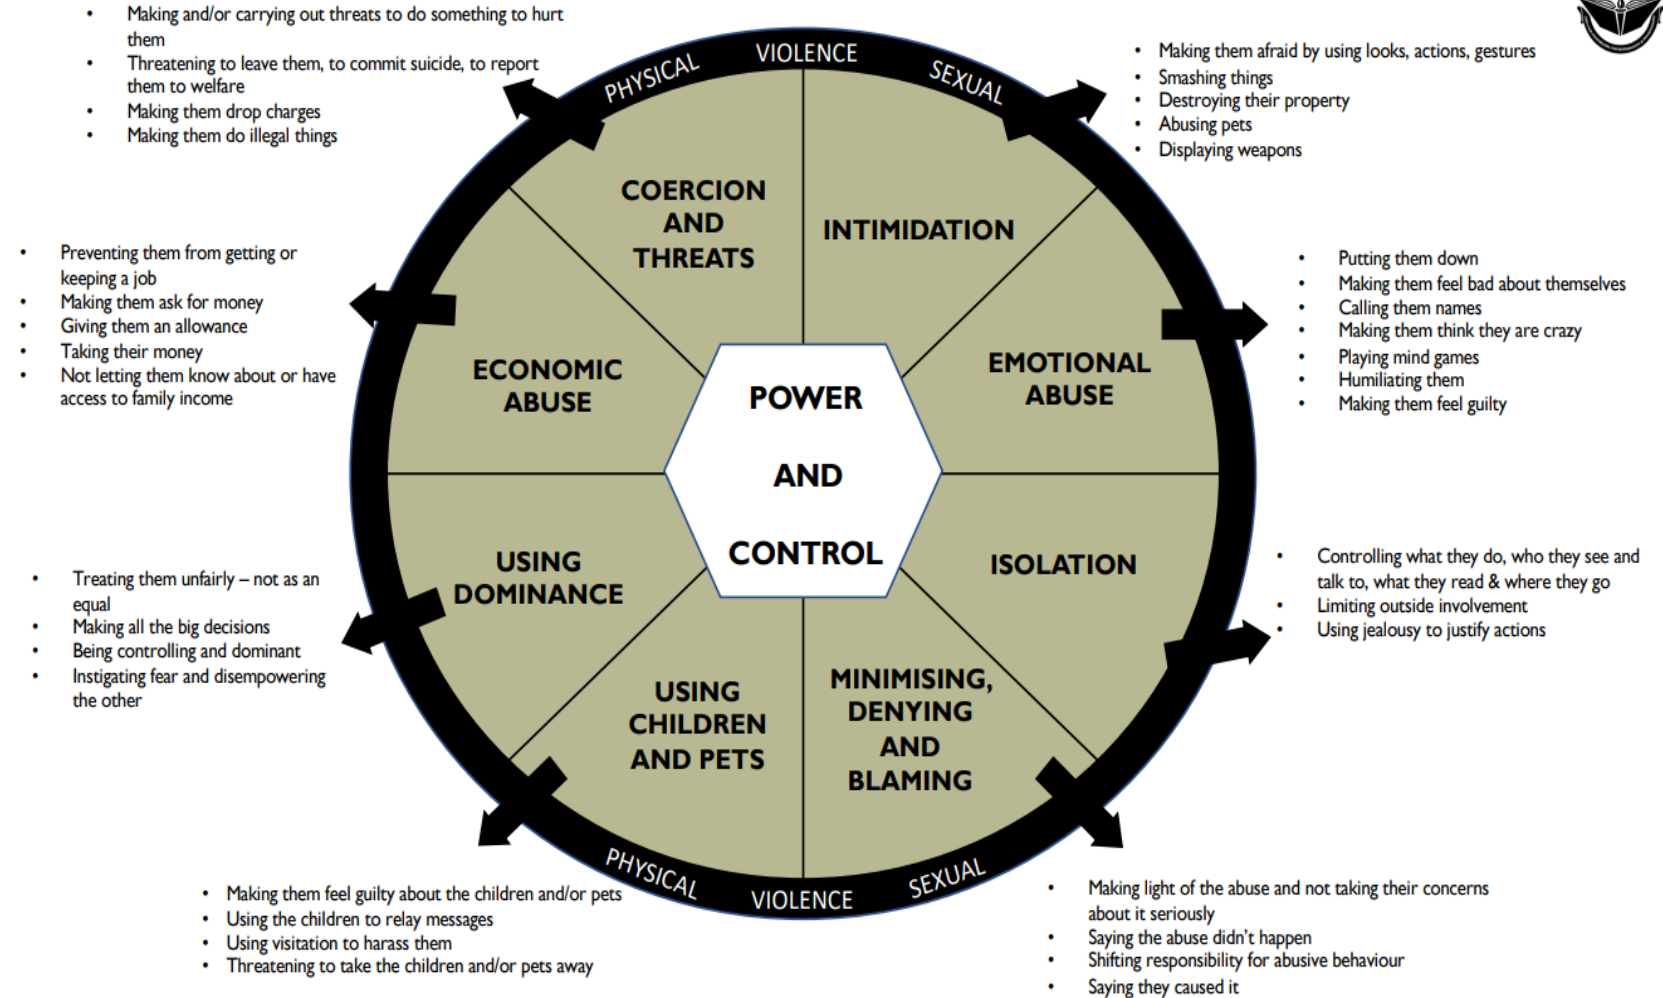 • Making and/or carrying out threats to do something to hurt
them
• Threatening to leave them, to commit suicide, to report
them to welfare
• Making them drop charges
• Making them do illegal things
PHYSICAL VIOLENCE SEXUAL
• Making them afraid by using looks, actions, gestures
• Smashing things
• Destroying their property
• Abusing pets
• Displaying weapons
COERCION
AND
THREATS
INTIMIDATION
• Preventing them from getting or
keeping a job
• Making them ask for money
• Giving them an allowance
• Taking their money
• Not letting them know about or have
access to family income
ECONOMIC
ABUSE
POWER
AND
CONTROL
EMOTIONAL
ABUSE
• Putting them down
• Making them feel bad about themselves
• Calling them names
• Making them think they are crazy
• Playing mind games
• Humiliating them
• Making them feel guilty
• Treating them unfairly – not as an
equal
• Making all the big decisions
• Being controlling and dominant
• Instigating fear and disempowering
the other
USING
DOMINANCE
ISOLATION
• Controlling what they do, who they see and
talk to, what they read & where they go
• Limiting outside involvement
• Using jealousy to justify actions
USING
CHILDREN
AND PETS
MINIMISING,
DENYING
AND
BLAMING
PHYSICAL VIOLENCE SEXUAL
• Making them feel guilty about the children and/or pets
• Using the children to relay messages
• Using visitation to harass them
• Threatening to take the children and/or pets away
• Making light of the abuse and not taking their concerns
about it seriously
• Saying the abuse didn't happen
• Shifting responsibility for abusive behaviour
• Saying they caused it